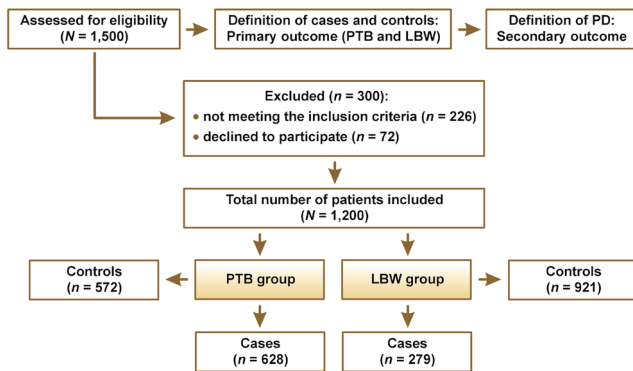 Assessed for eligibility
(N = 1,500)
Definition of cases and controls:
Primary outcome (PTB and LBW)
Definition of PD:
Secondary outcome
Excluded (n = 300):
• not meeting the inclusion criteria (n = 226)
• declined to participate (n = 72)
Total number of patients included
(N = 1,200)
Controls
(n = 572)
PTB group
LBW group
Controls
(n = 921)
Cases
(n = 628)
Cases
(n = 279)